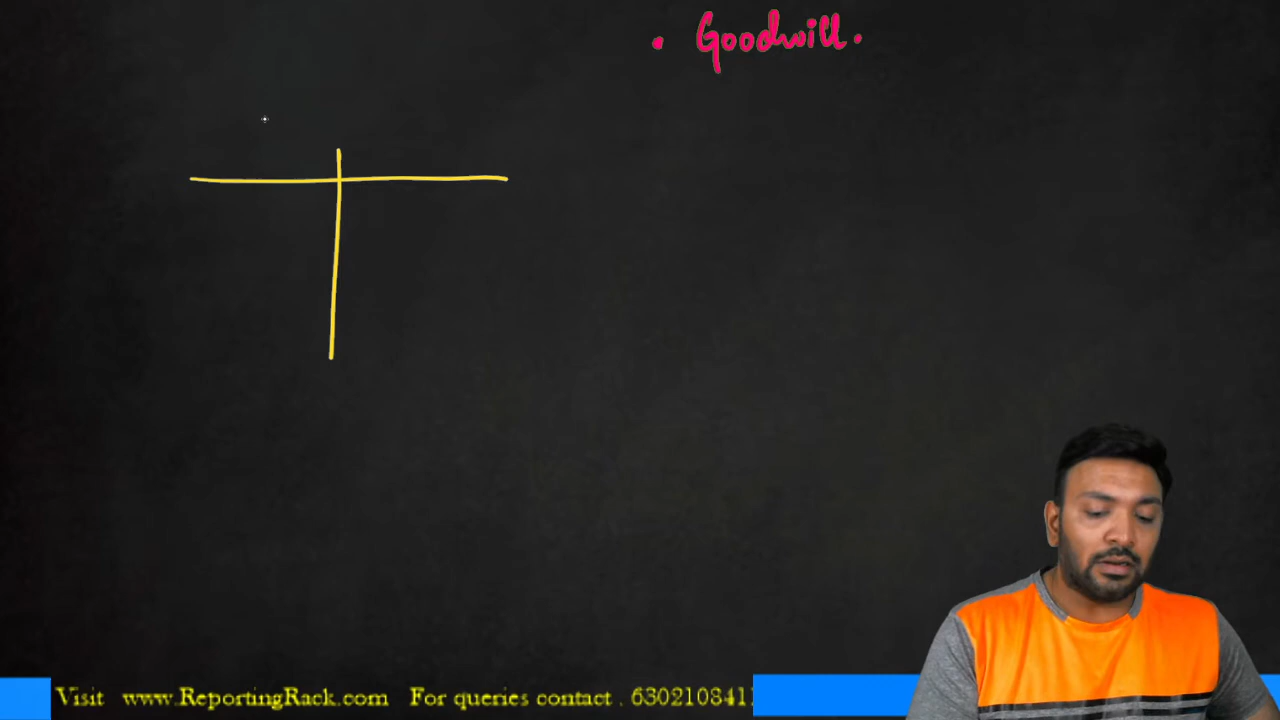 . Goodwill.
Visit www.ReportingRack.com For queries contact . 630210841